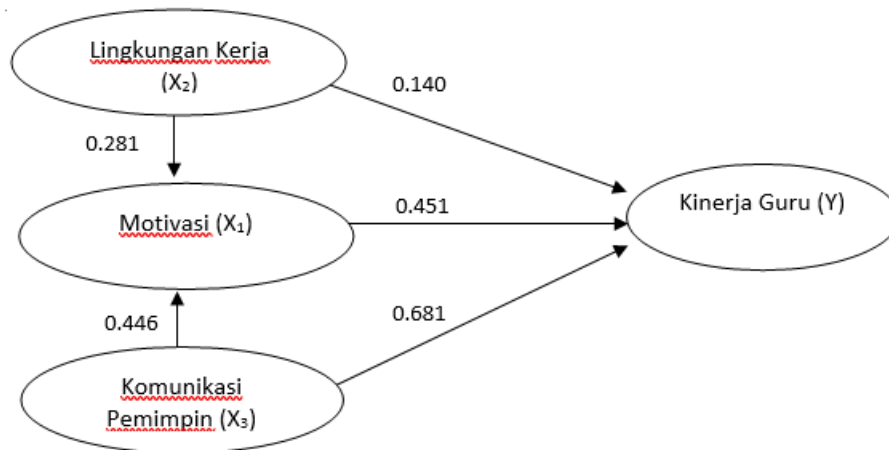 Lingkungan Kerja
(X₂)
0.140
0.281
Motivasi (X₁)
0.451
Kinerja Guru (Y)
0.446
0.681
Komunikasi
Pemimpin (X₃)